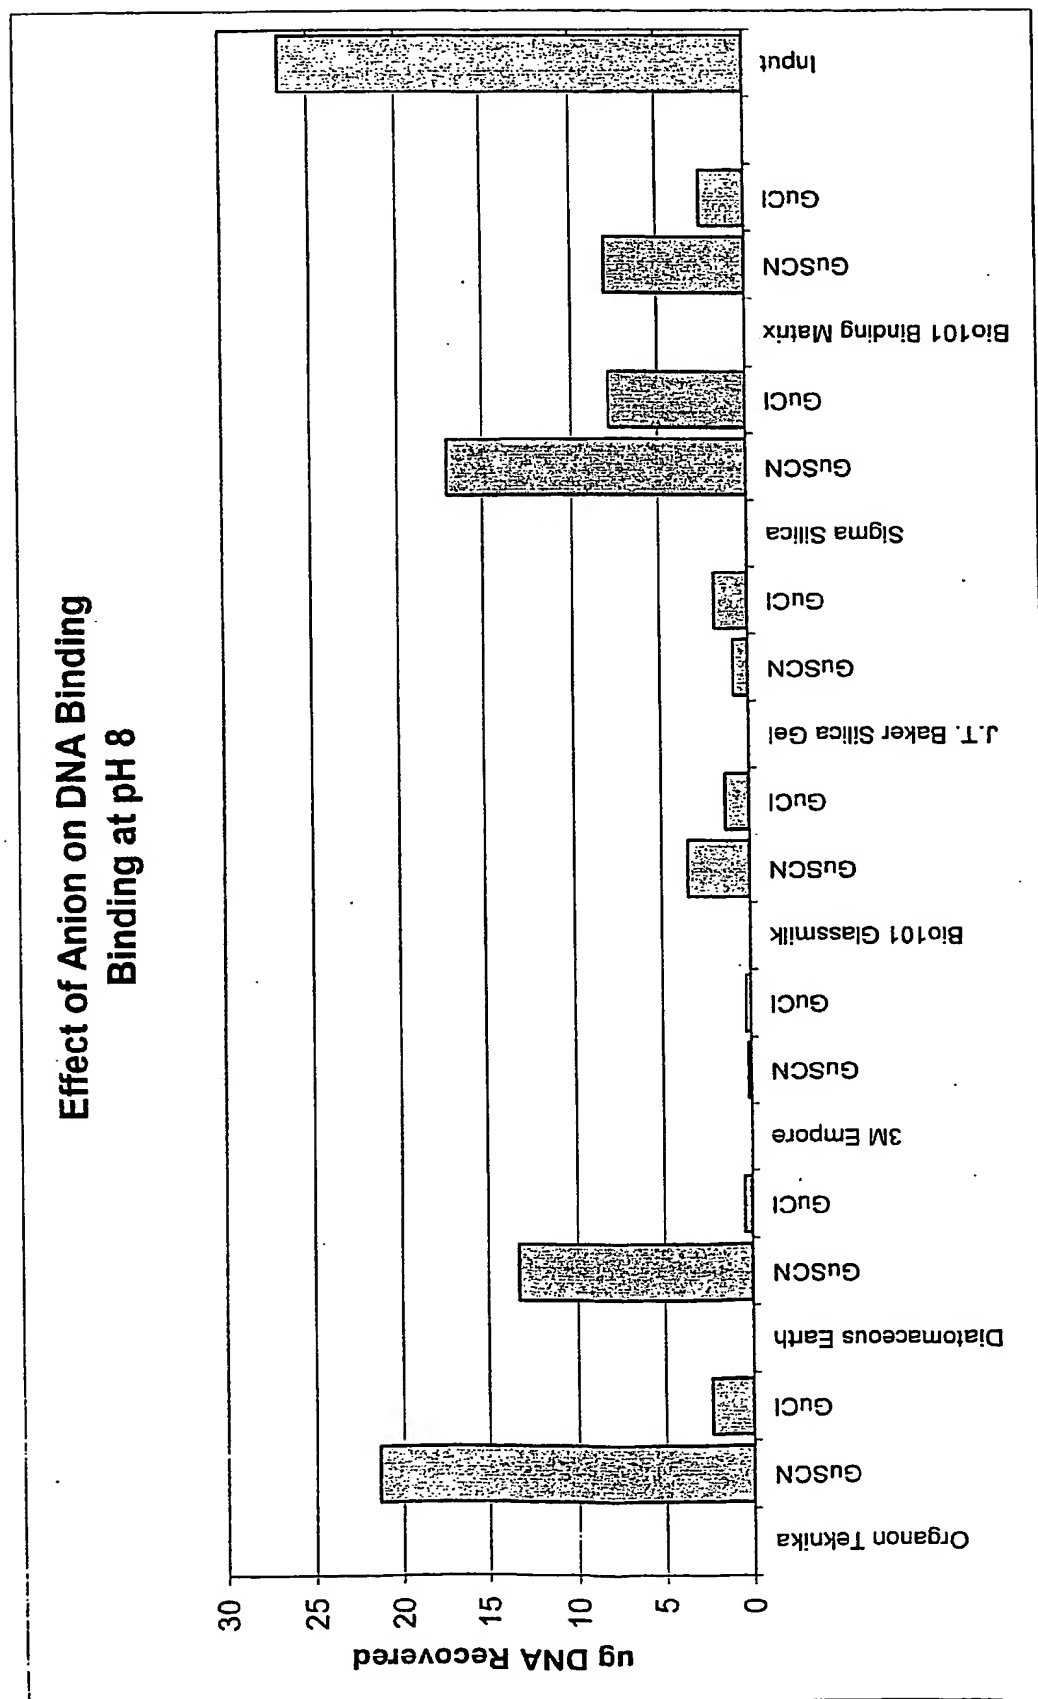 Effect of Anion on DNA Binding
Binding at pH 8
ug DNA Recovered
30
25
20
15
10
5
0
Organon Teknika
GuSCN
GuCl
Diatomaceous Earth
GuSCN
GuCl
3M Empore
GuSCN
GuCl
Bio101 Glassmilk
GuSCN
GuCl
J.T. Baker Silica Gel
GuSCN
GuCl
Sigma Silica
GuSCN
GuCl
Bio101 Binding Matrix
GuSCN
GuCl
Input